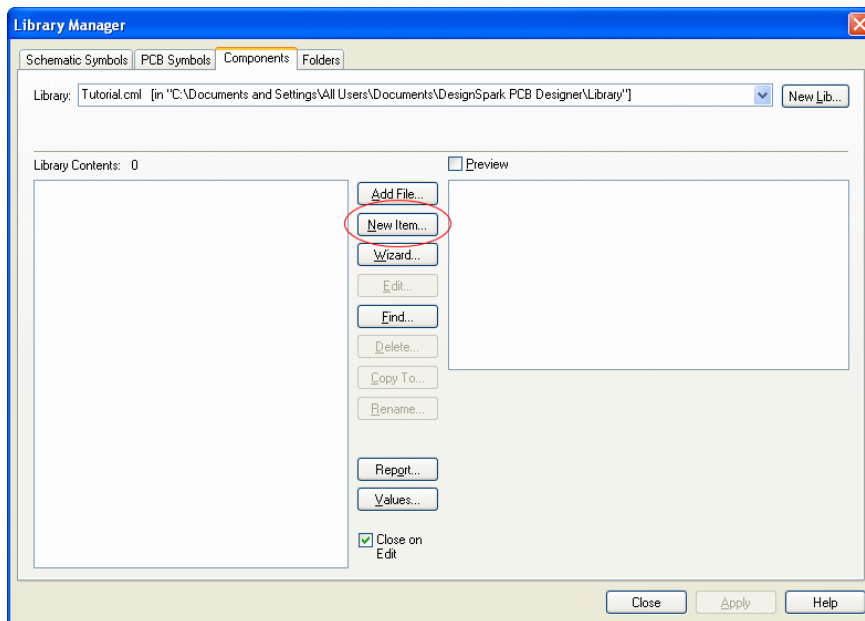 Library Manager
Schematic Symbols PCB Symbols Components Folders
Library: Tutorial.cml [in "C:\Documents and Settings\All Users\Documents\DesignSpark PCB Designer\Library"] New Lib...
Library Contents: 0 Preview
Add File...
New Item...
Wizard...
Edit...
Find...
Delete...
Copy To...
Rename...
Report...
Values...
Close on
Edit
Close Apply Help